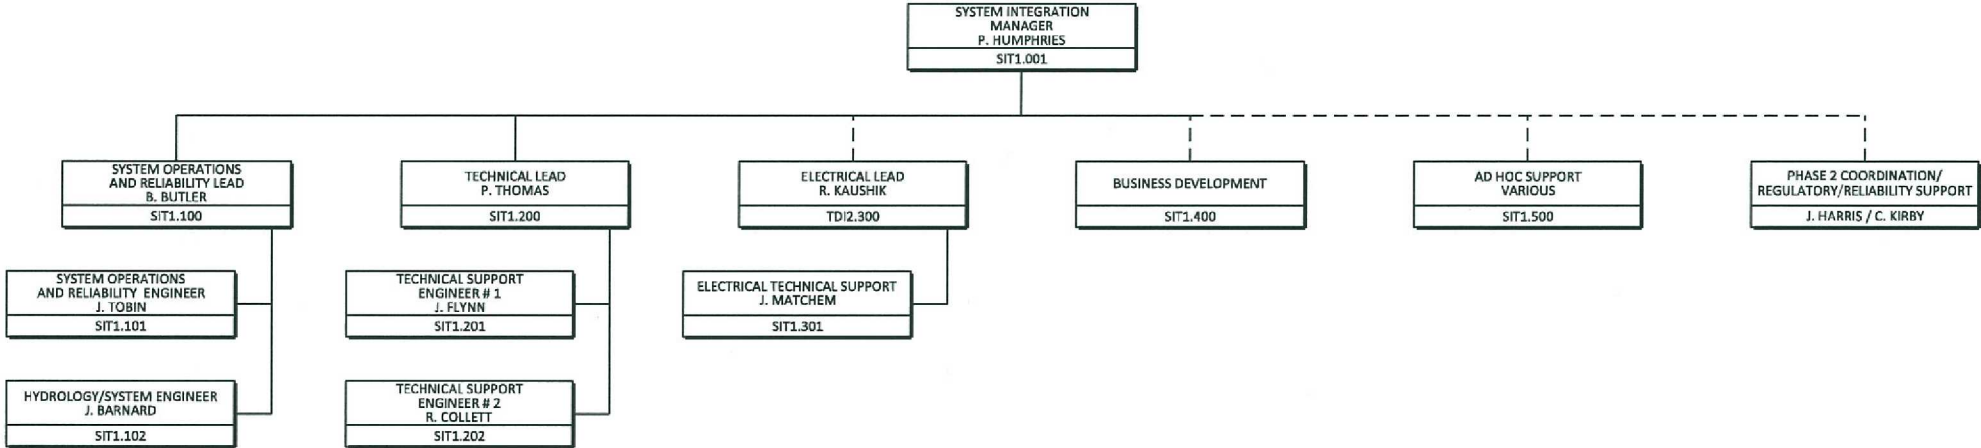 SYSTEM INTEGRATION
MANAGER
P. HUMPHRIES
SIT1.001
SYSTEM OPERATIONS
AND RELIABILITY LEAD
B. BUTLER
SIT1.100
TECHNICAL LEAD
P. THOMAS
SIT1.200
ELECTRICAL LEAD
R. KAUSHIK
TDI2.300
BUSINESS DEVELOPMENT
SIT1.400
AD HOC SUPPORT
VARIOUS
SIT1.500
PHASE 2 COORDINATION/
REGULATORY/RELIABILITY SUPPORT
J. HARRIS / C. KIRBY
SYSTEM OPERATIONS
AND RELIABILITY ENGINEER
J. TOBIN
SIT1.101
TECHNICAL SUPPORT
ENGINEER # 1
J. FLYNN
SIT1.201
ELECTRICAL TECHNICAL SUPPORT
J. MATCHEM
SIT1.301
HYDROLOGY/SYSTEM ENGINEER
J. BARNARD
SIT1.102
TECHNICAL SUPPORT
ENGINEER # 2
R. COLLETT
SIT1.202